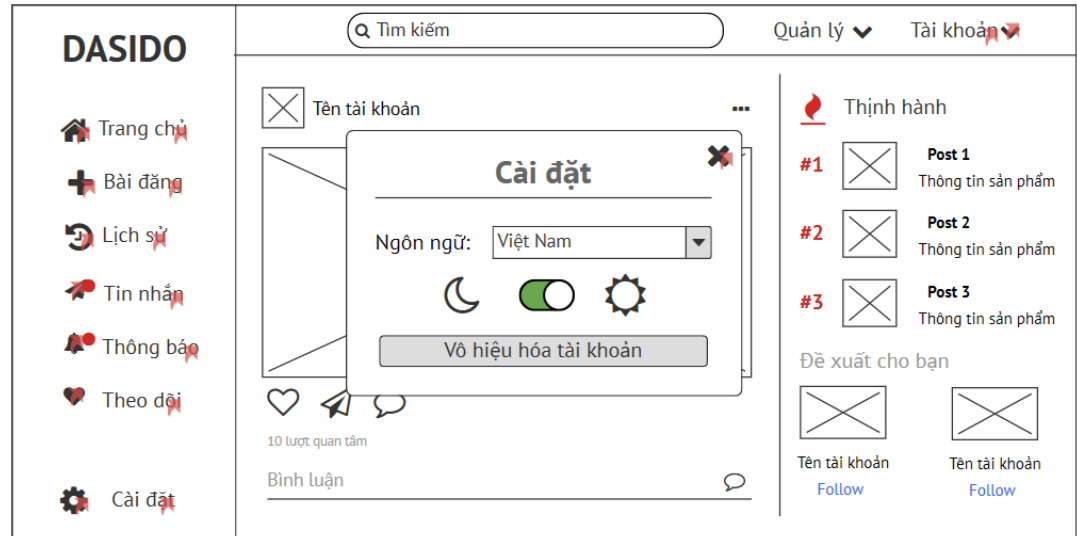 DASIDO
Tìm kiếm
Quản lý
Tài khoản
Trang chủ
Bài đăng
Lịch sử
Tin nhắn
Thông báo
Theo dõi
Cài đặt
Tên tài khoản
Cài đặt
Ngôn ngữ:
Việt Nam
Vô hiệu hóa tài khoản
10 lượt quan tâm
Bình luận
Thịnh hành
#1
Post 1
Thông tin sản phẩm
#2
Post 2
Thông tin sản phẩm
#3
Post 3
Thông tin sản phẩm
Đề xuất cho bạn
Tên tài khoản
Follow
Tên tài khoản
Follow